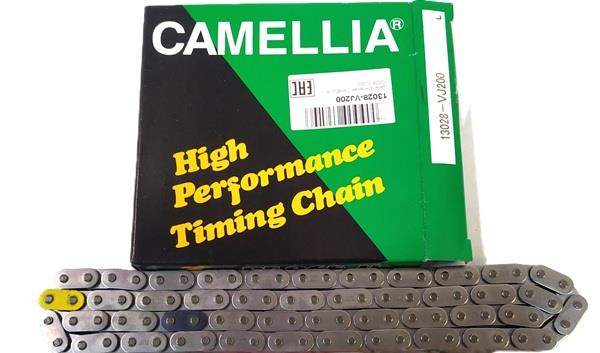 CAMELLIA®
EAC
13028-VJ200
High
Performance
Timing Chain
13028-VJ200